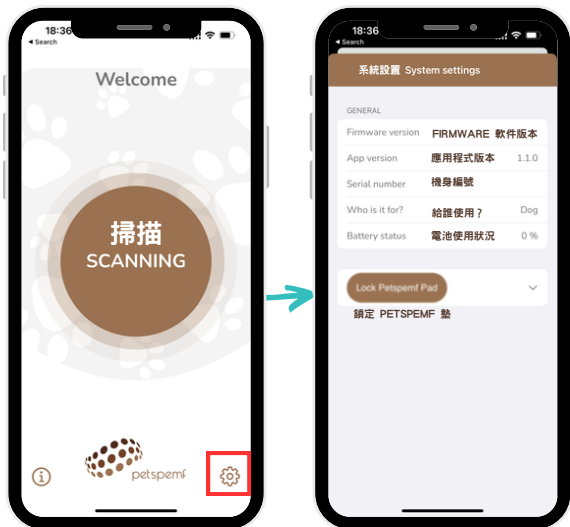 18:36
Search
Welcome
掃描
SCANNING
petspemf
18:36
Search
系統設置 System settings
GENERAL
Firmware version FIRMWARE 軟件版本
App version 應用程式版本 1.1.0
Serial number 機身編號
Who is it for? 給誰使用？ Dog
Battery status 電池使用狀況 0 %
Lock Petspemf Pad
鎖定 PETSPEMF 墊